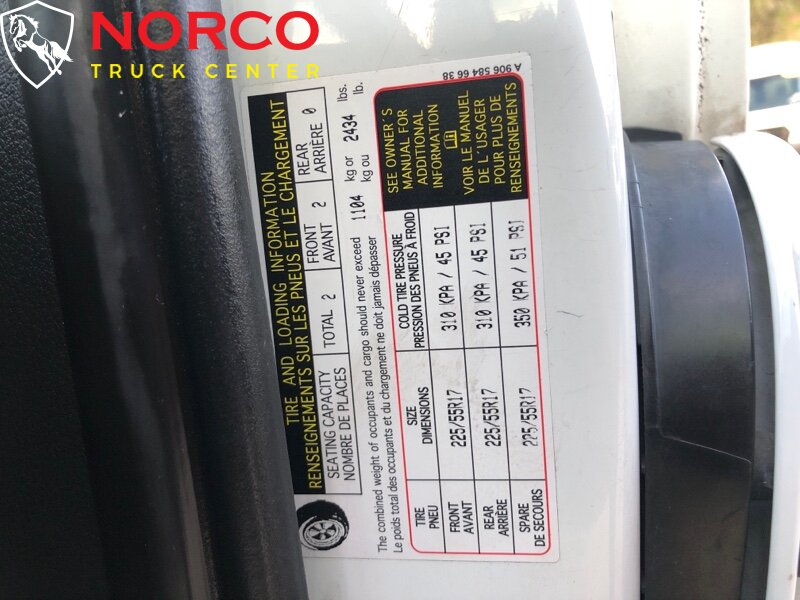 NORCO
TRUCK CENTER
A 906 584 66 38
TIRE AND LOADING INFORMATION
RENSEIGNEMENTS SUR LES PNEUS ET LE CHARGEMENT
SEATING CAPACITY
NOMBRE DE PLACES
TOTAL 2
FRONT
AVANT 2
REAR
ARRIÈRE 0
The combined weight of occupants and cargo should never exceed 1104 kg or 2434 lbs.
Le poids total des occupants et du chargement ne doit jamais dépasser kg ou lb.
TIRE
PNEU
SIZE
DIMENSIONS
COLD TIRE PRESSURE
PRESSION DES PNEUS À FROID
FRONT
AVANT
225/55R17
310 KPA / 45 PSI
REAR
ARRIÈRE
225/55R17
310 KPA / 45 PSI
SPARE
DE SECOURS
225/55R17
350 KPA / 51 PSI
SEE OWNER'S
MANUAL FOR
ADDITIONAL
INFORMATION
VOIR LE MANUEL
DE L'USAGER
POUR PLUS DE
RENSEIGNEMENTS